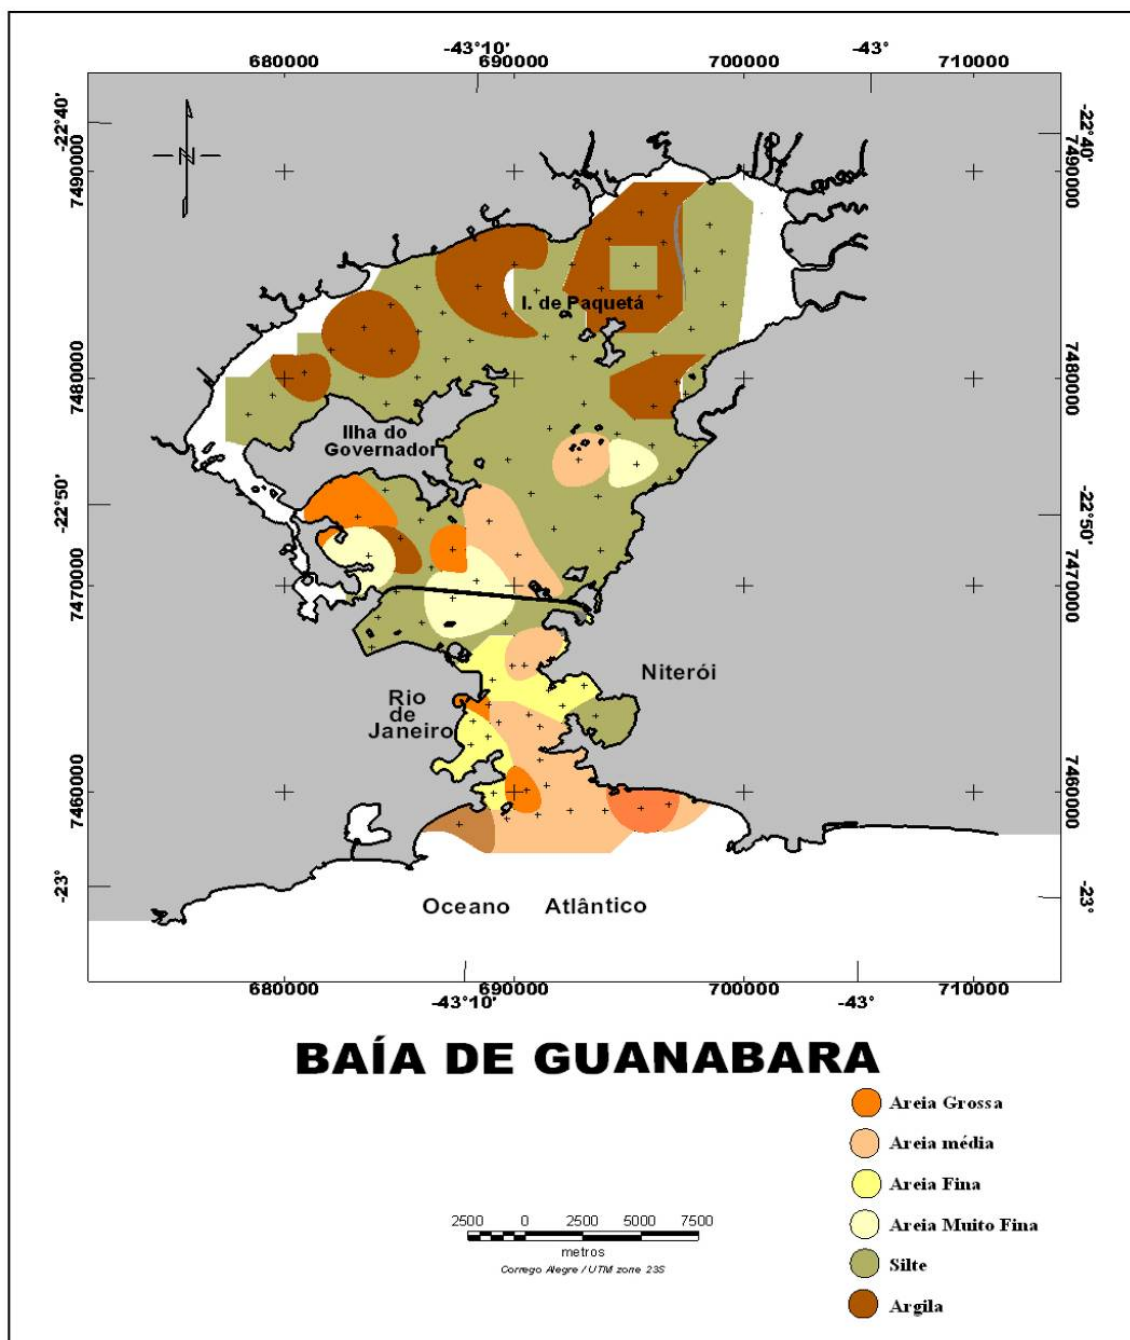 -43°10'
-43°
680000
690000
700000
710000
-22°40'
7490000
-22°40'
7490000
N
I. de Paquetá
7480000
7480000
Ilha do
Governador
-22°50'
-22°50'
7470000
7470000
Niterói
Rio
de
Janeiro
7460000
7460000
-23°
-23°
Oceano Atlântico
680000
690000
700000
710000
-43°10'
-43°
BAÍA DE GUANABARA
Areia Grossa
Areia média
Areia Fina
Areia Muito Fina
Silte
Argila
2500 0 2500 5000 7500
metros
Corrego Alegre / UTM zone 23S